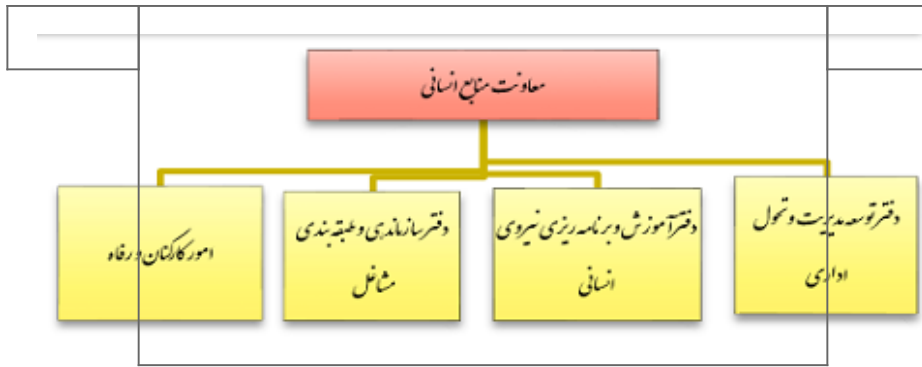 معاونت منابع انسانی
دفتر توسعه مدیریت و تحول
اداری
دفتر آموزش و برنامه ریزی نیروی
انسانی
دفتر سازماندهی و طبقه بندی
مشاغل
امور کارکنان و رفاه